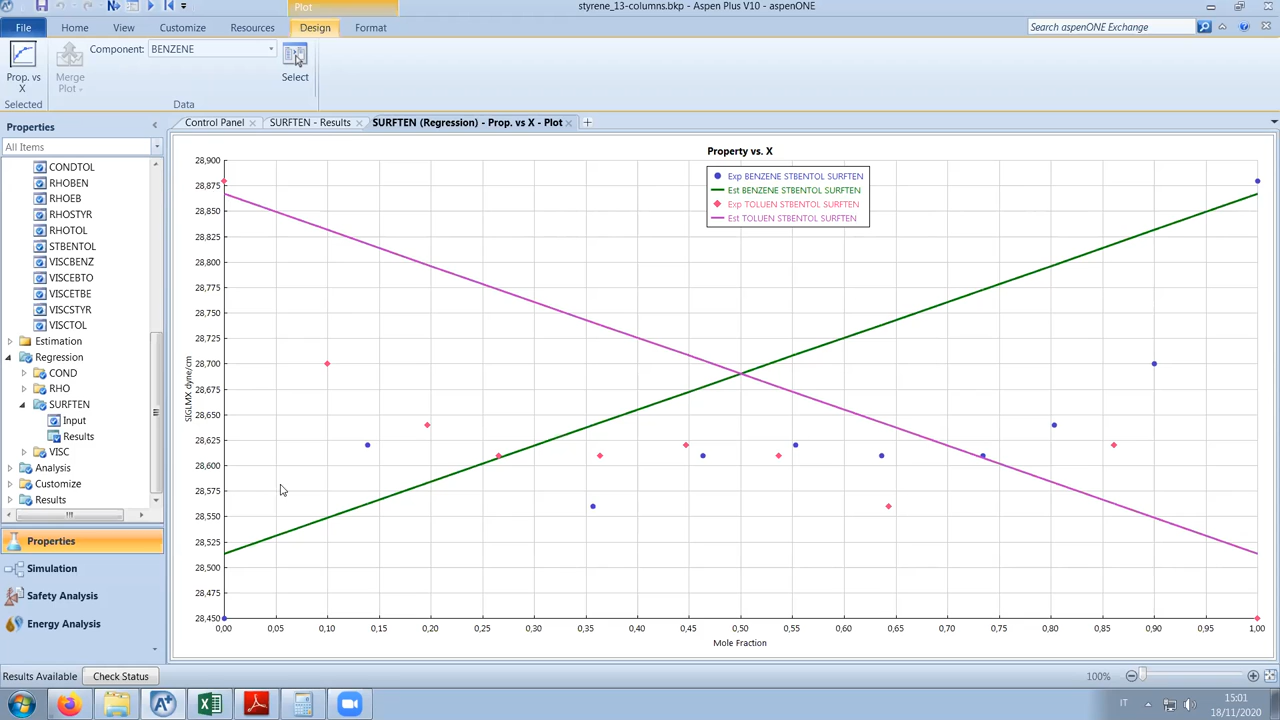 Plot
styrene_13-columns.bkp - Aspen Plus V10 - aspenONE
File
Home
View
Customize
Resources
Design
Format
Search aspenONE Exchange
Prop. vs
X
Selected
Merge
Plot
Component:
BENZENE
Select
Data
Properties
All Items
Control Panel
SURFTEN - Results
SURFTEN (Regression) - Prop. vs X - Plot
CONDTOL
RHOBEN
RHOEB
RHOSTYR
RHOTOL
STBENTOL
VISCBENZ
VISCEBTO
VISCETBE
VISCSTYR
VISCTOL
Estimation
Regression
COND
RHO
SURFTEN
Input
Results
VISC
Analysis
Customize
Results
Properties
Simulation
Safety Analysis
Energy Analysis
Property vs. X
Exp BENZENE STBENTOL SURFTEN
Est BENZENE STBENTOL SURFTEN
Exp TOLUEN STBENTOL SURFTEN
Est TOLUEN STBENTOL SURFTEN
SIGLMX dyne/cm
28,900
28,875
28,850
28,825
28,800
28,775
28,750
28,725
28,700
28,675
28,650
28,625
28,600
28,575
28,550
28,525
28,500
28,475
28,450
0,00 0,05 0,10 0,15 0,20 0,25 0,30 0,35 0,40 0,45 0,50 0,55 0,60 0,65 0,70 0,75 0,80 0,85 0,90 0,95 1,00
Mole Fraction
Results Available
Check Status
100%
IT
15:01
18/11/2020